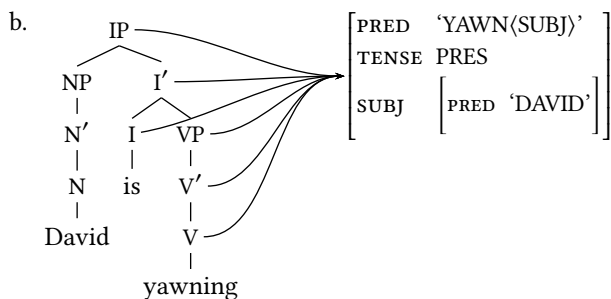 b.
IP PRED ‘YAWN⟨SUBJ⟩’
TENSE PRES
NP I′
SUBJ PRED ‘DAVID’
N′ I VP
N is V′
David V
yawning